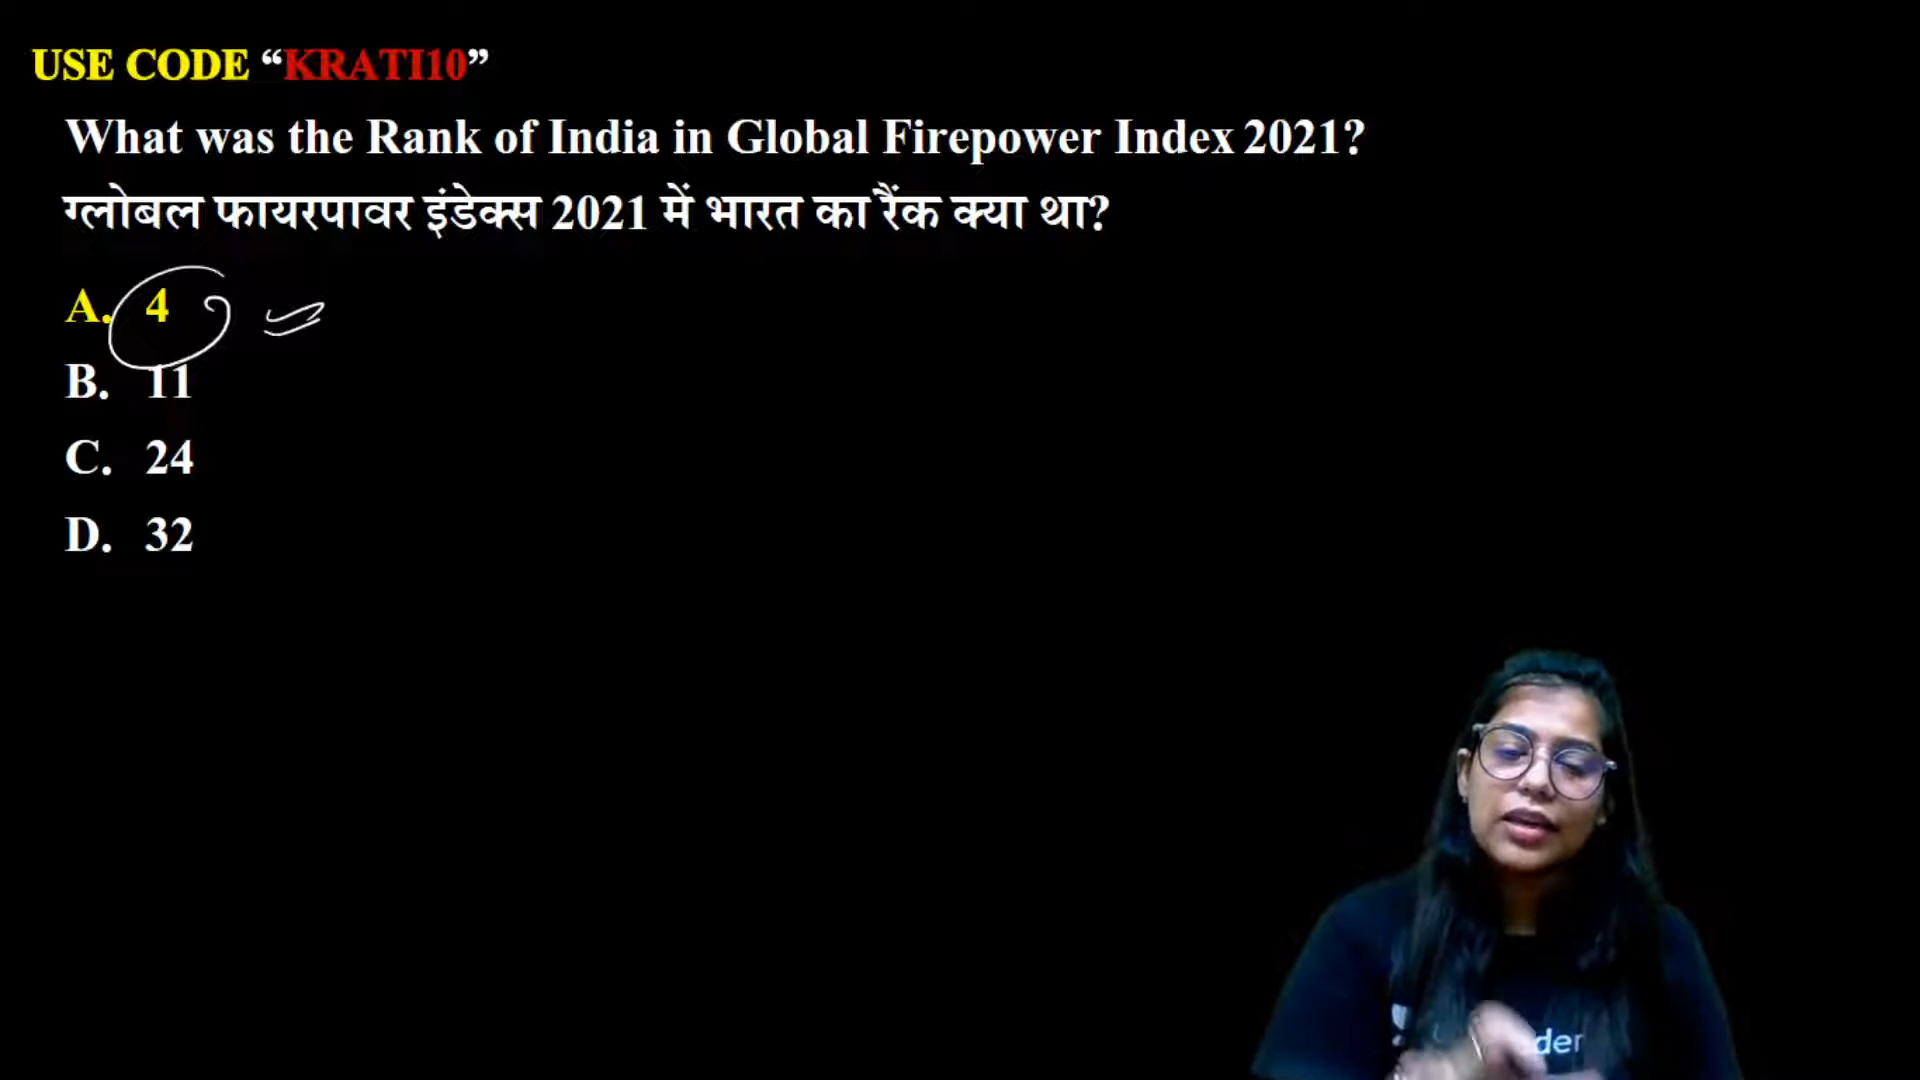 USE CODE “KRATI10”
What was the Rank of India in Global Firepower Index 2021?
ग्लोबल फायरपावर इंडेक्स 2021 में भारत का रैंक क्या था?
A. 4
B. 11
C. 24
D. 32